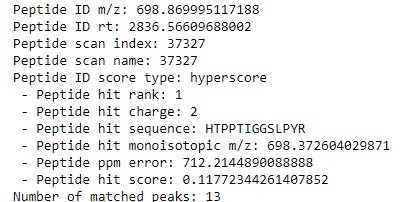 Peptide ID m/z: 698.869995117188
Peptide ID rt: 2836.56609688002
Peptide scan index: 37327
Peptide scan name: 37327
Peptide ID score type: hyperscore
- Peptide hit rank: 1
- Peptide hit charge: 2
- Peptide hit sequence: HTPPTIGGSLPYR
- Peptide hit monoisotopic m/z: 698.372604029871
- Peptide ppm error: 712.2144890088888
- Peptide hit score: 0.11772344261407852
Number of matched peaks: 13